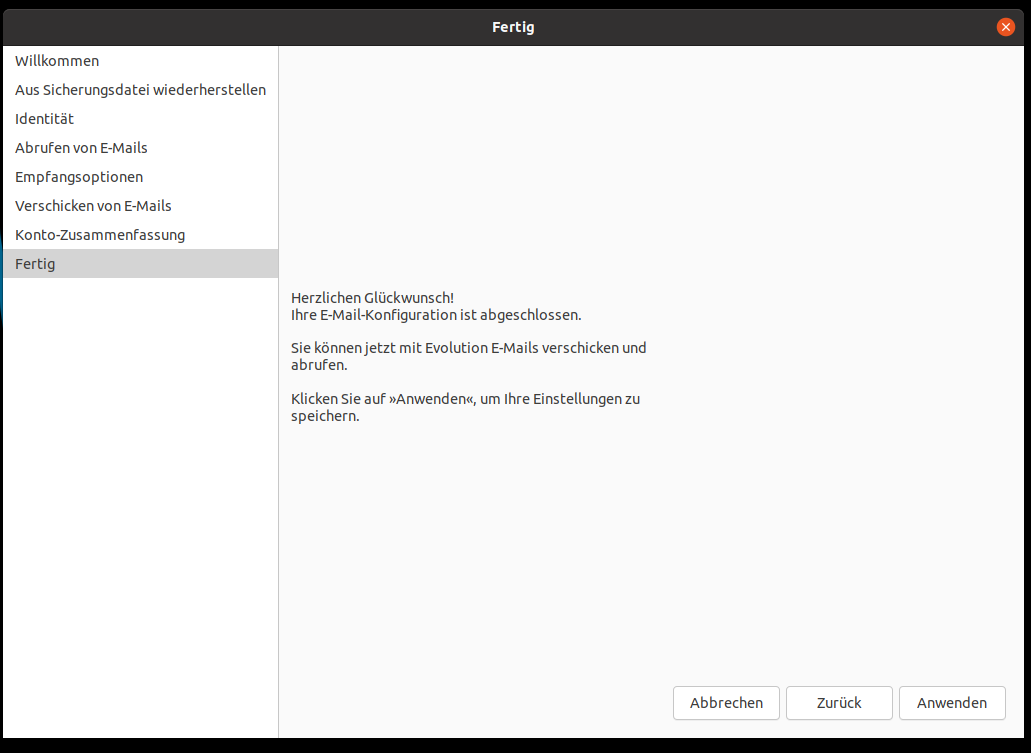 Fertig
Willkommen
Aus Sicherungsdatei wiederherstellen
Identität
Abrufen von E-Mails
Empfangsoptionen
Verschicken von E-Mails
Konto-Zusammenfassung
Fertig
Herzlichen Glückwunsch!
Ihre E-Mail-Konfiguration ist abgeschlossen.
Sie können jetzt mit Evolution E-Mails verschicken und
abrufen.
Klicken Sie auf »Anwenden«, um Ihre Einstellungen zu
speichern.
Abbrechen
Zurück
Anwenden